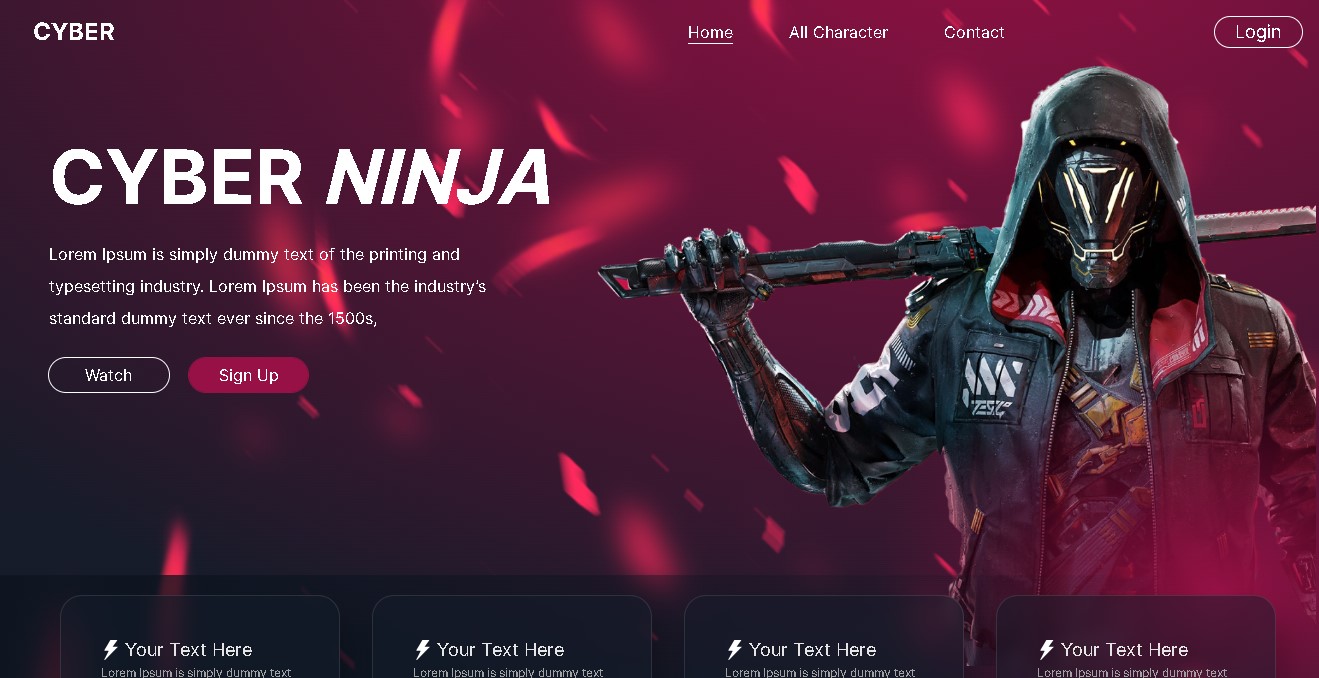 CYBER
Home
All Character
Contact
Login
CYBER NINJA
Lorem Ipsum is simply dummy text of the printing and
typesetting industry. Lorem Ipsum has been the industry's
standard dummy text ever since the 1500s,
Watch
Sign Up
Your Text Here
Lorem Ipsum is simply dummy text
Your Text Here
Lorem Ipsum is simply dummy text
Your Text Here
Lorem Ipsum is simply dummy text
Your Text Here
Lorem Ipsum is simply dummy text